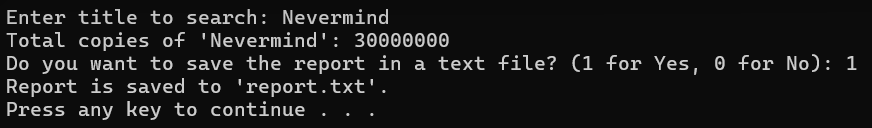 Enter title to search: Nevermind
Total copies of 'Nevermind': 30000000
Do you want to save the report in a text file? (1 for Yes, 0 for No): 1
Report is saved to 'report.txt'.
Press any key to continue . . .